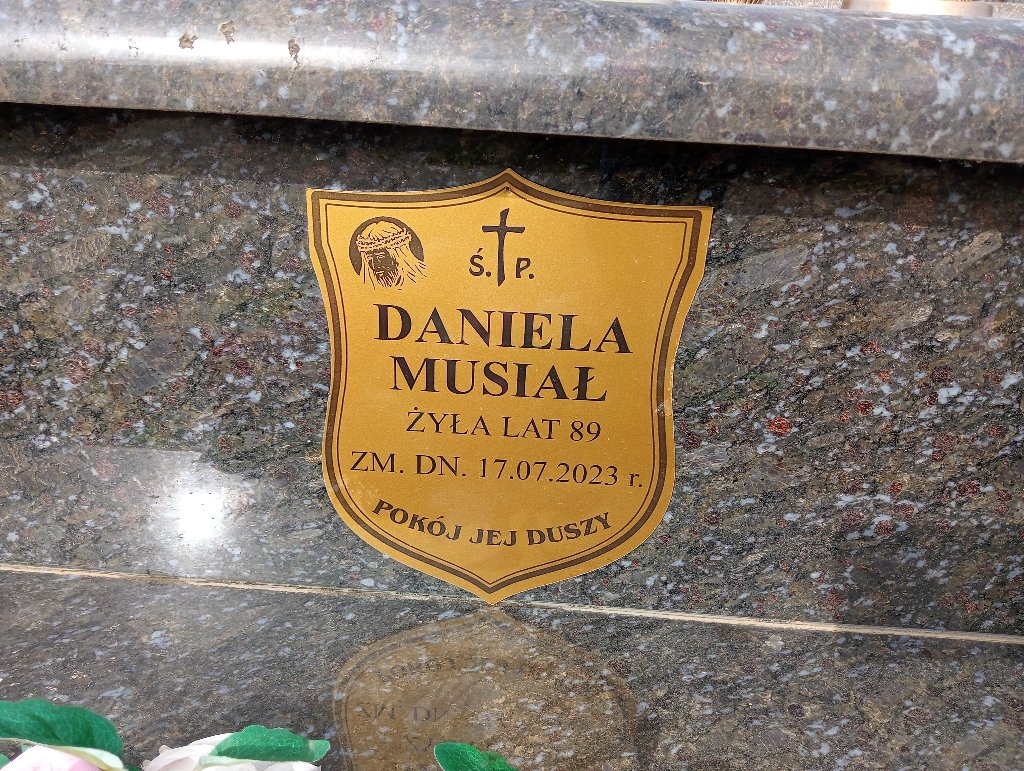 Ś. P.
DANIELA
MUSIAŁ
ŻYŁA LAT 89
ZM. DN. 17.07.2023 r.
POKÓJ JEJ DUSZY